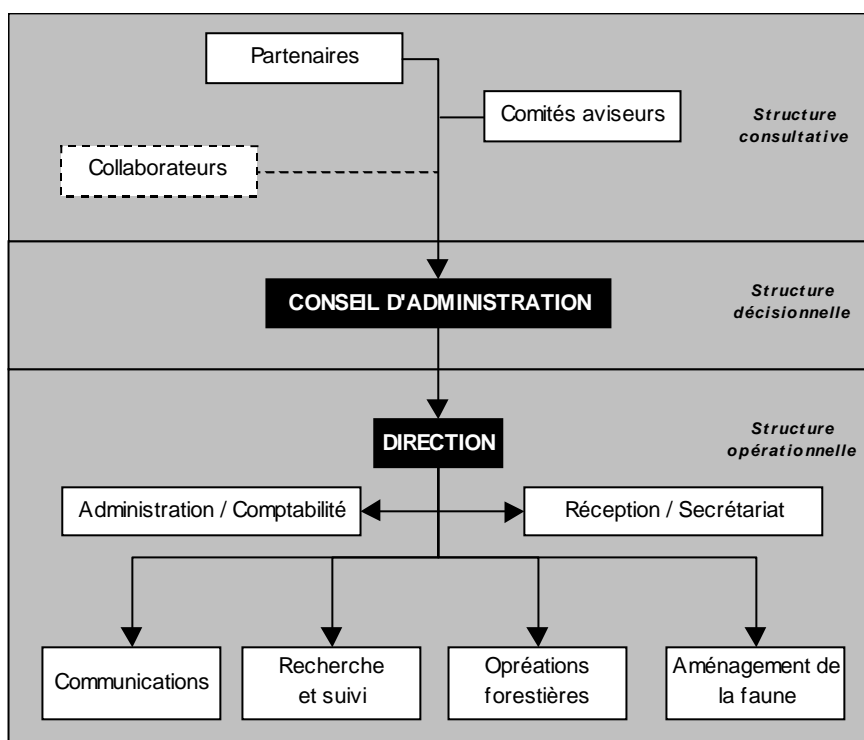 Partenaires
Comités aviseurs
Structure
consultative
Collaborateurs
CONSEIL D'ADMINISTRATION
Structure
décisionnelle
DIRECTION
Structure
opérationnelle
Administration / Comptabilité
Réception / Secrétariat
Communications
Recherche
et suivi
Opréations
forestières
Aménagement de
la faune